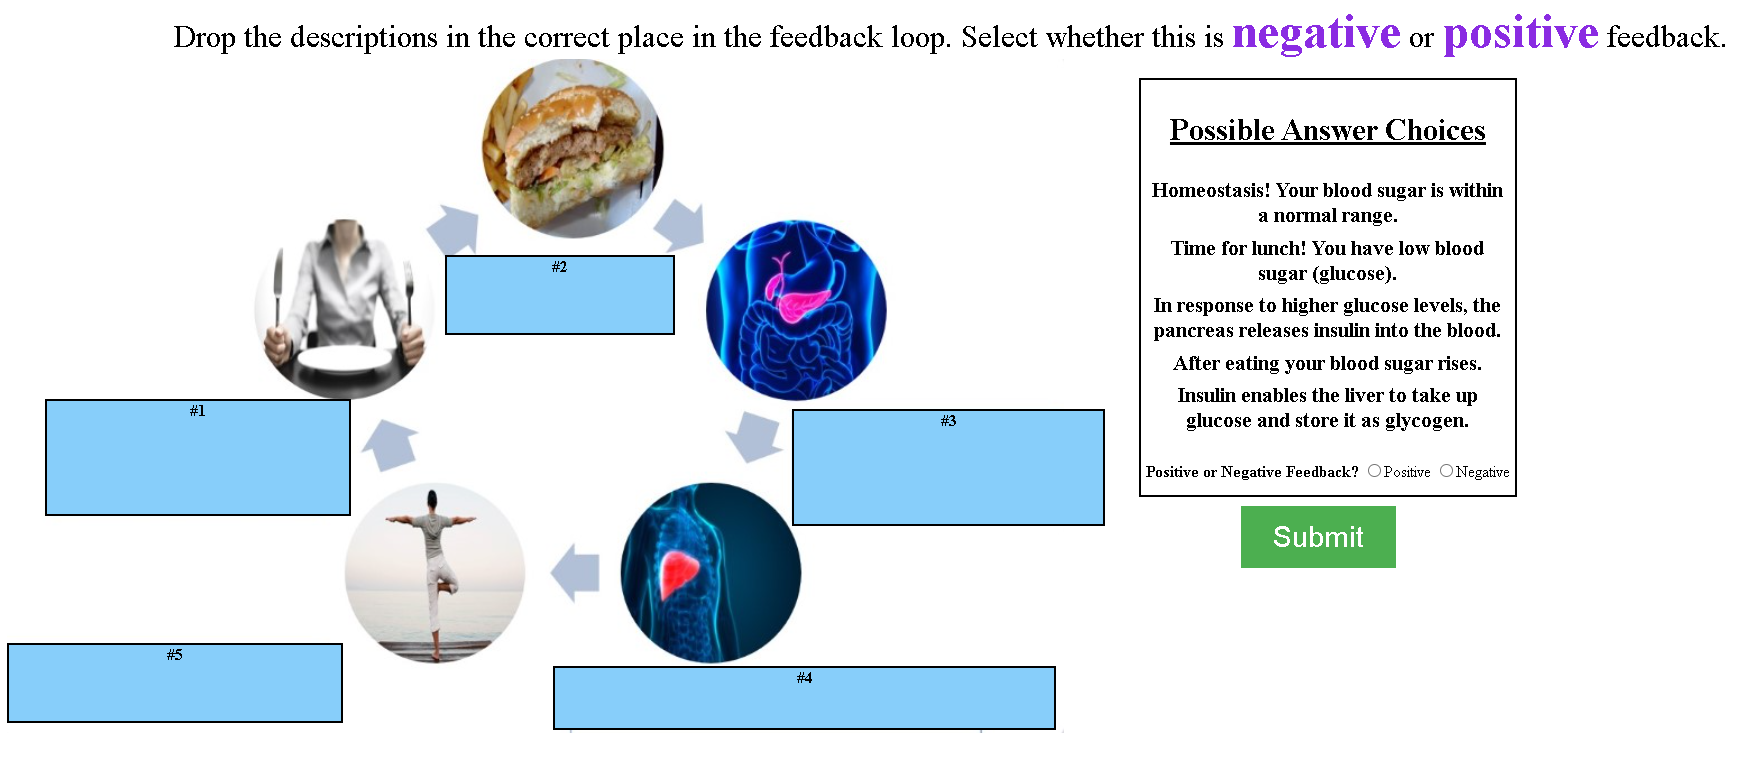 Drop the descriptions in the correct place in the feedback loop. Select whether this is negative or positive feedback.
Possible Answer Choices
Homeostasis! Your blood sugar is within
a normal range.
Time for lunch! You have low blood
sugar (glucose).
In response to higher glucose levels, the
pancreas releases insulin into the blood.
After eating your blood sugar rises.
Insulin enables the liver to take up
glucose and store it as glycogen.
Positive or Negative Feedback? Positive Negative
Submit
#1
#2
#3
#4
#5